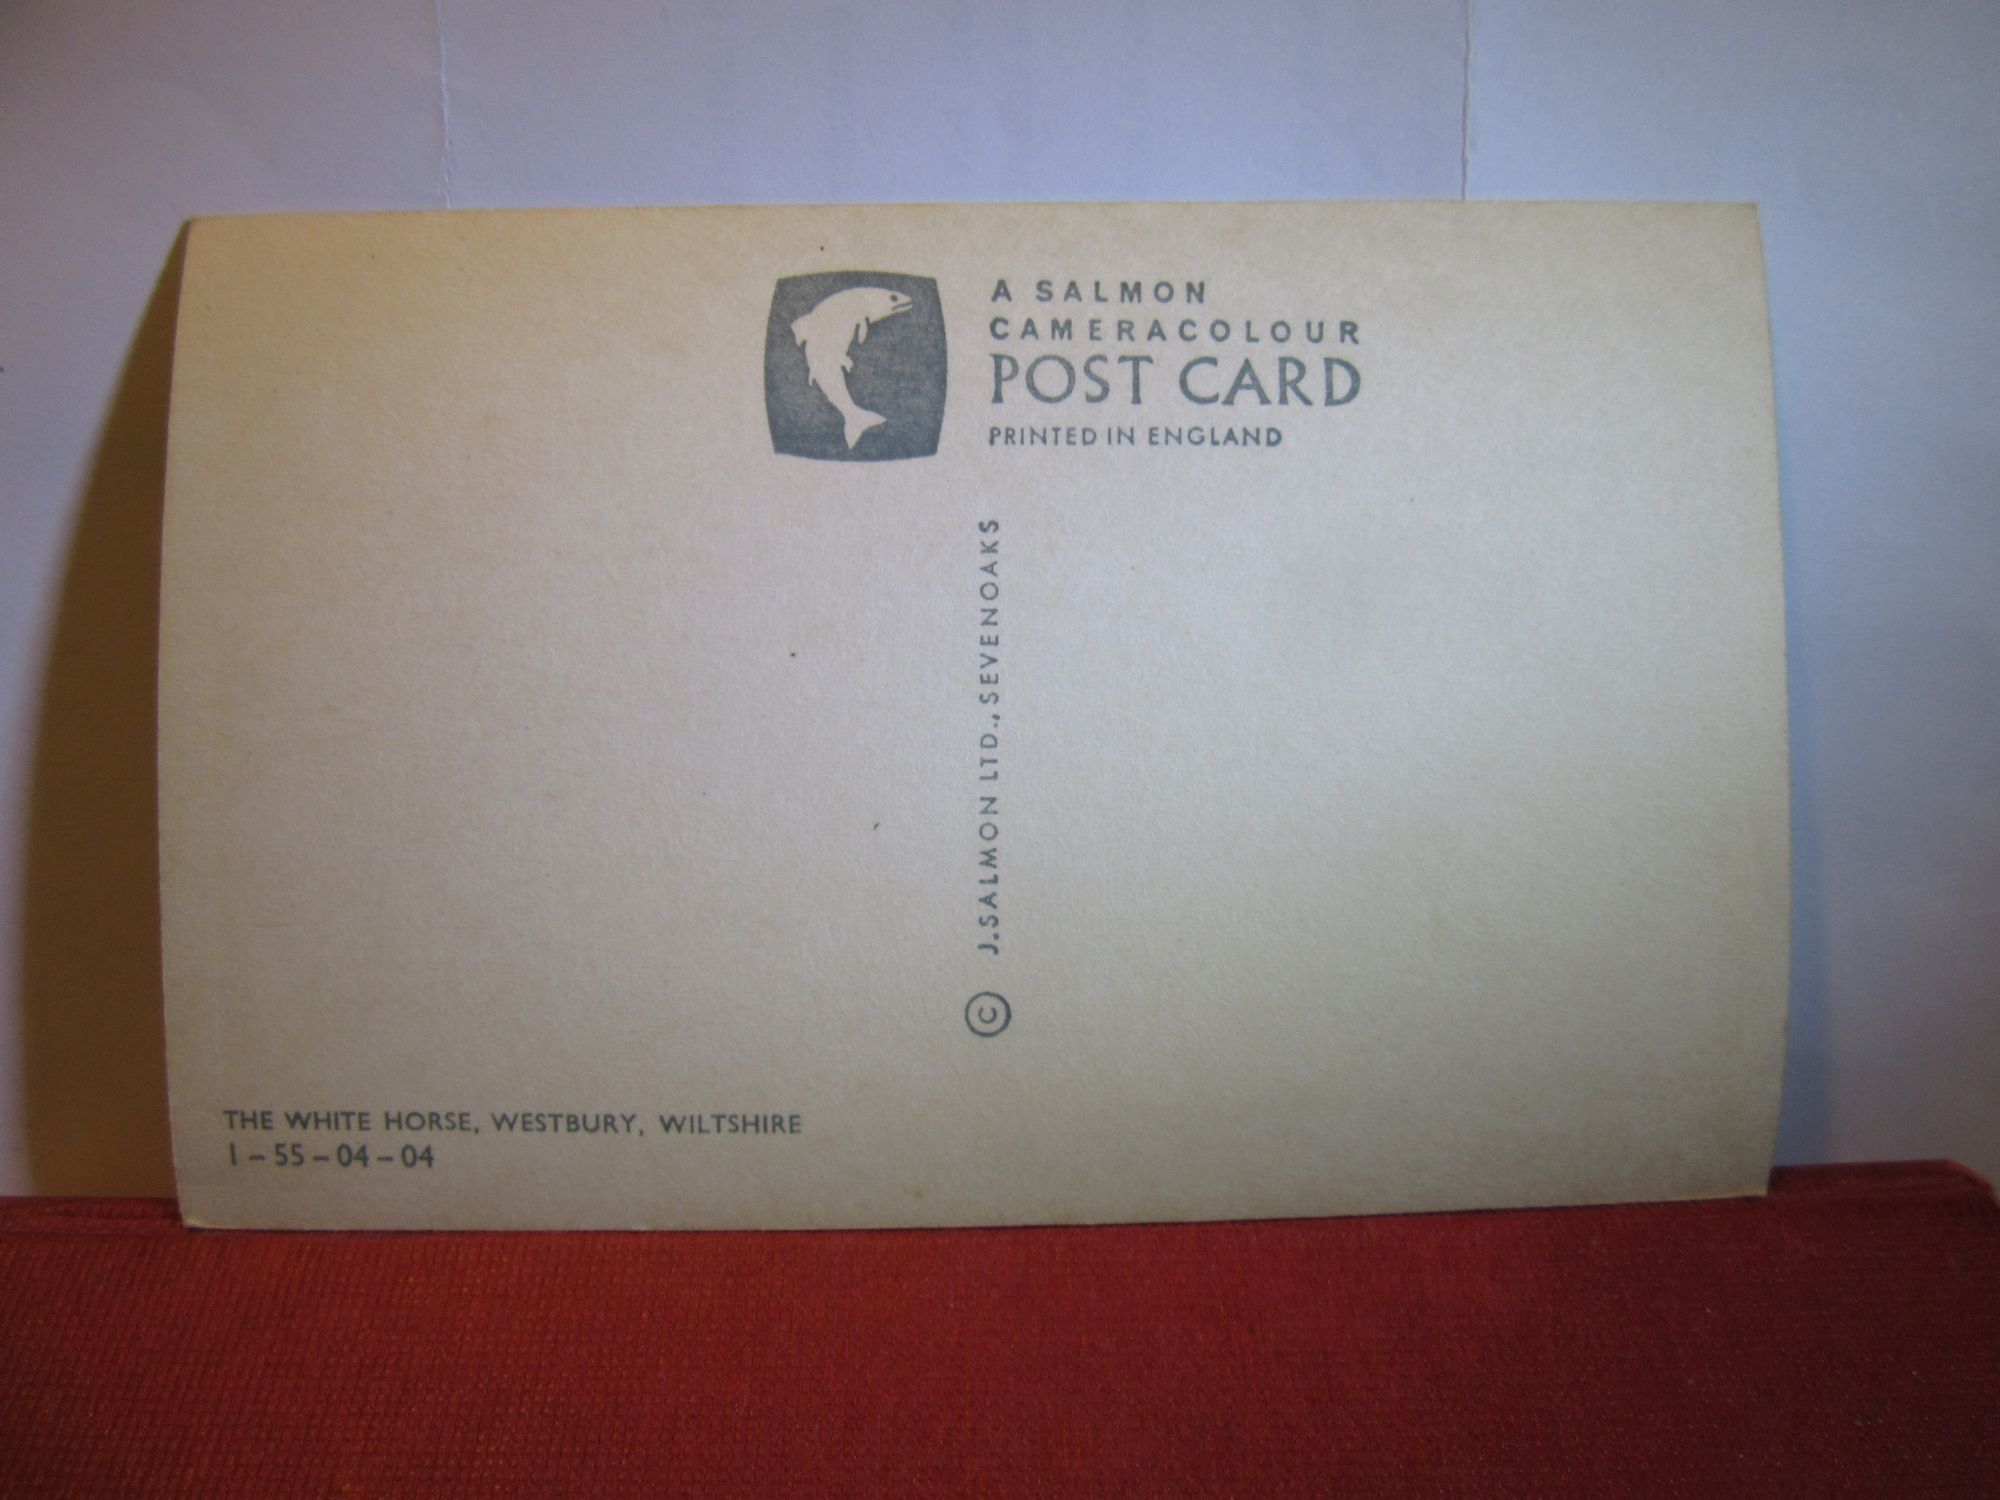 A SALMON
CAMERACOLOUR
POST CARD
PRINTED IN ENGLAND
© J. SALMON LTD., SEVENOAKS
THE WHITE HORSE, WESTBURY, WILTSHIRE
1 – 55 – 04 – 04